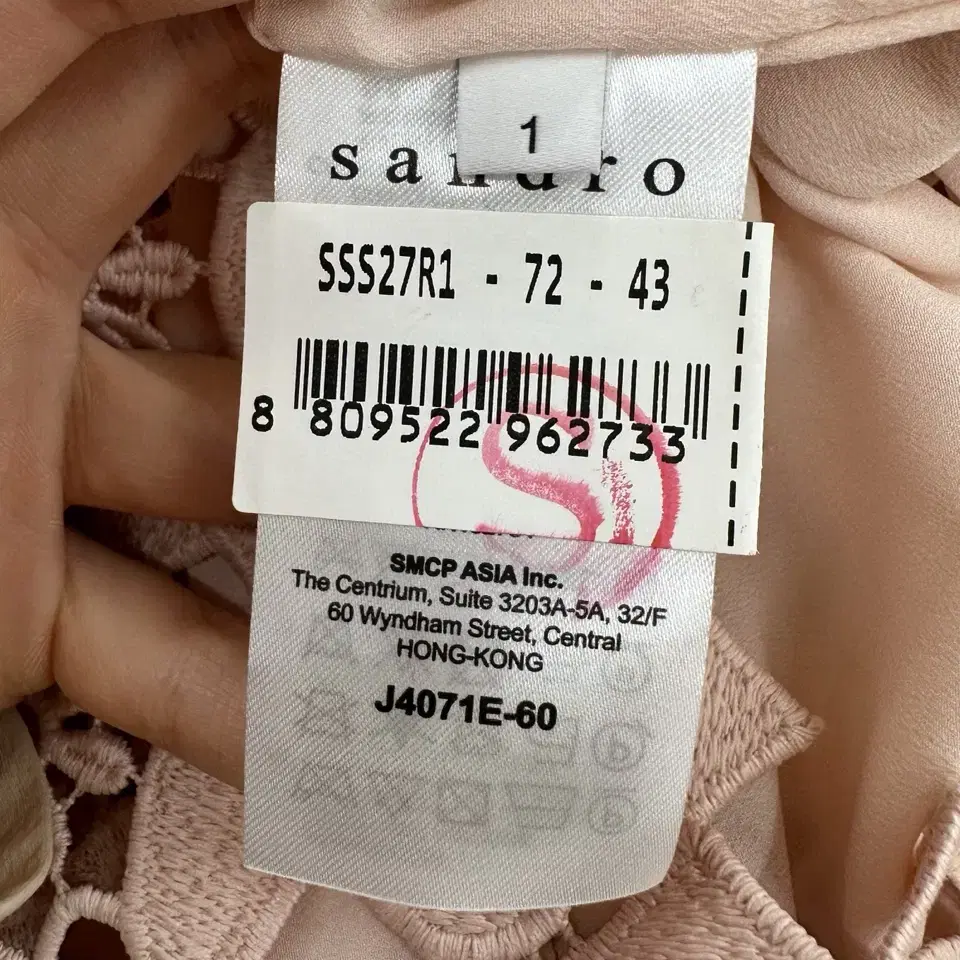 1
sandro
SSS27R1 - 72 - 43
8 809522 962733
S
SMCP ASIA Inc.
The Centrium, Suite 3203A-5A, 32/F
60 Wyndham Street, Central
HONG-KONG
J4071E-60